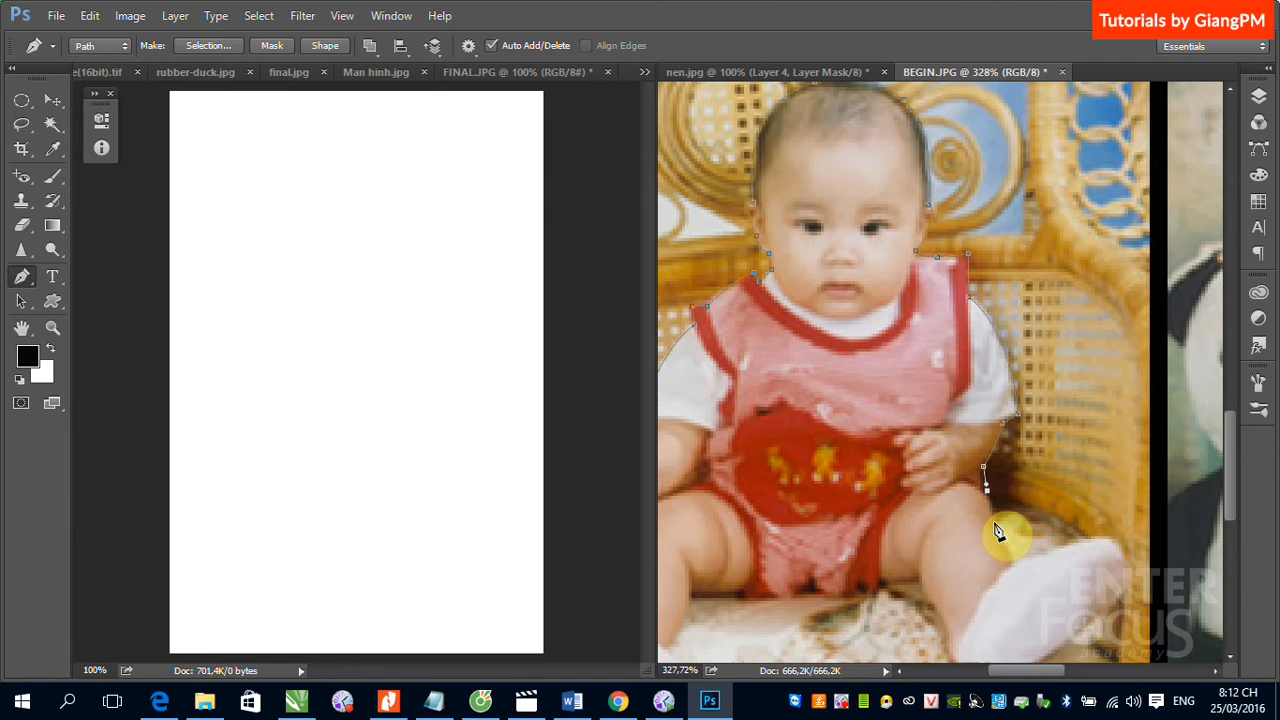 Ps File Edit Image Layer Type Select Filter View Window Help
Tutorials by GiangPM
Path Make: Selection... Mask Shape Auto Add/Delete Align Edges
Essentials
e(16bit).tif × rubber-duck.jpg × final.jpg × Man hinh.jpg × FINAL.JPG @ 100% (RGB/8#) * × nen.jpg @ 100% (Layer 4, Layer Mask/8) * × BEGIN.JPG @ 328% (RGB/8) * ×
ENTER
FOCUS
academy
100% Doc: 701,4K/0 bytes
327,72% Doc: 666,2K/666,2K
ENG
8:12 CH
25/03/2016